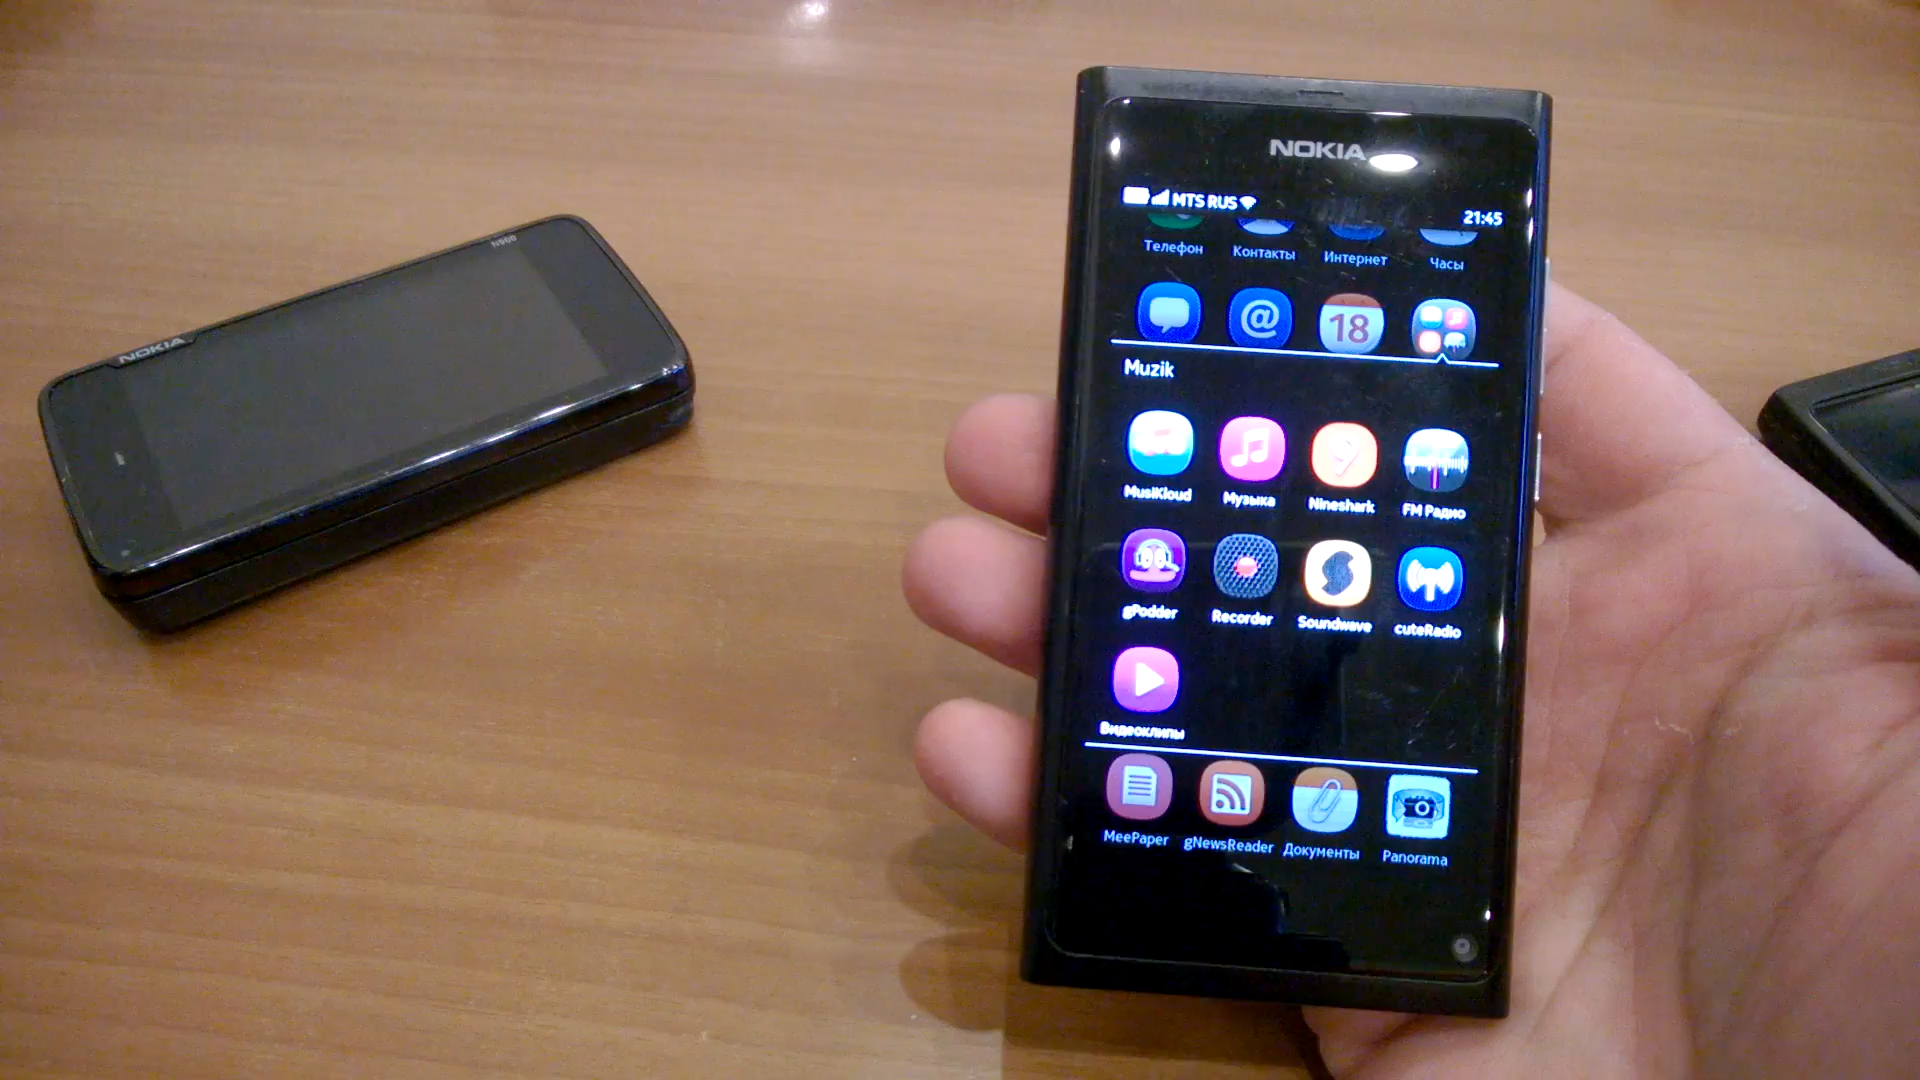 NOKIA
N900
NOKIA
MTS RUS
21:45
Телефон Контакты Интернет Часы
@ 18
Muzik
MusiKloud Музыка Nineshark FM Радио
gPodder Recorder Soundwave cuteRadio
Видеоклипы
MeePaper gNewsReader Документы Panorama